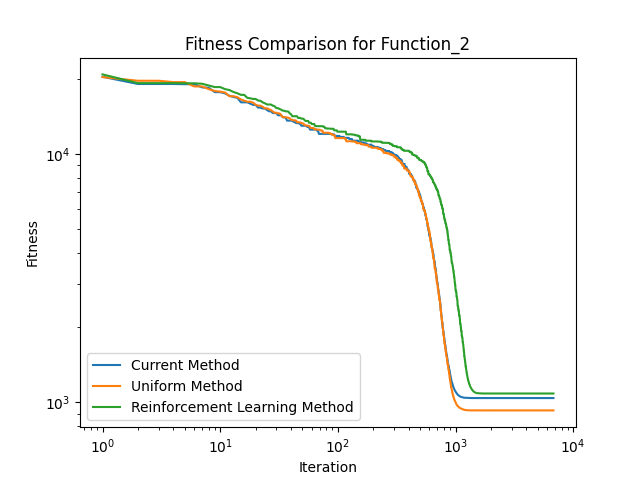 Fitness Comparison for Function_2
Fitness
10⁴
10³
Current Method
Uniform Method
Reinforcement Learning Method
10⁰ 10¹ 10² 10³ 10⁴
Iteration